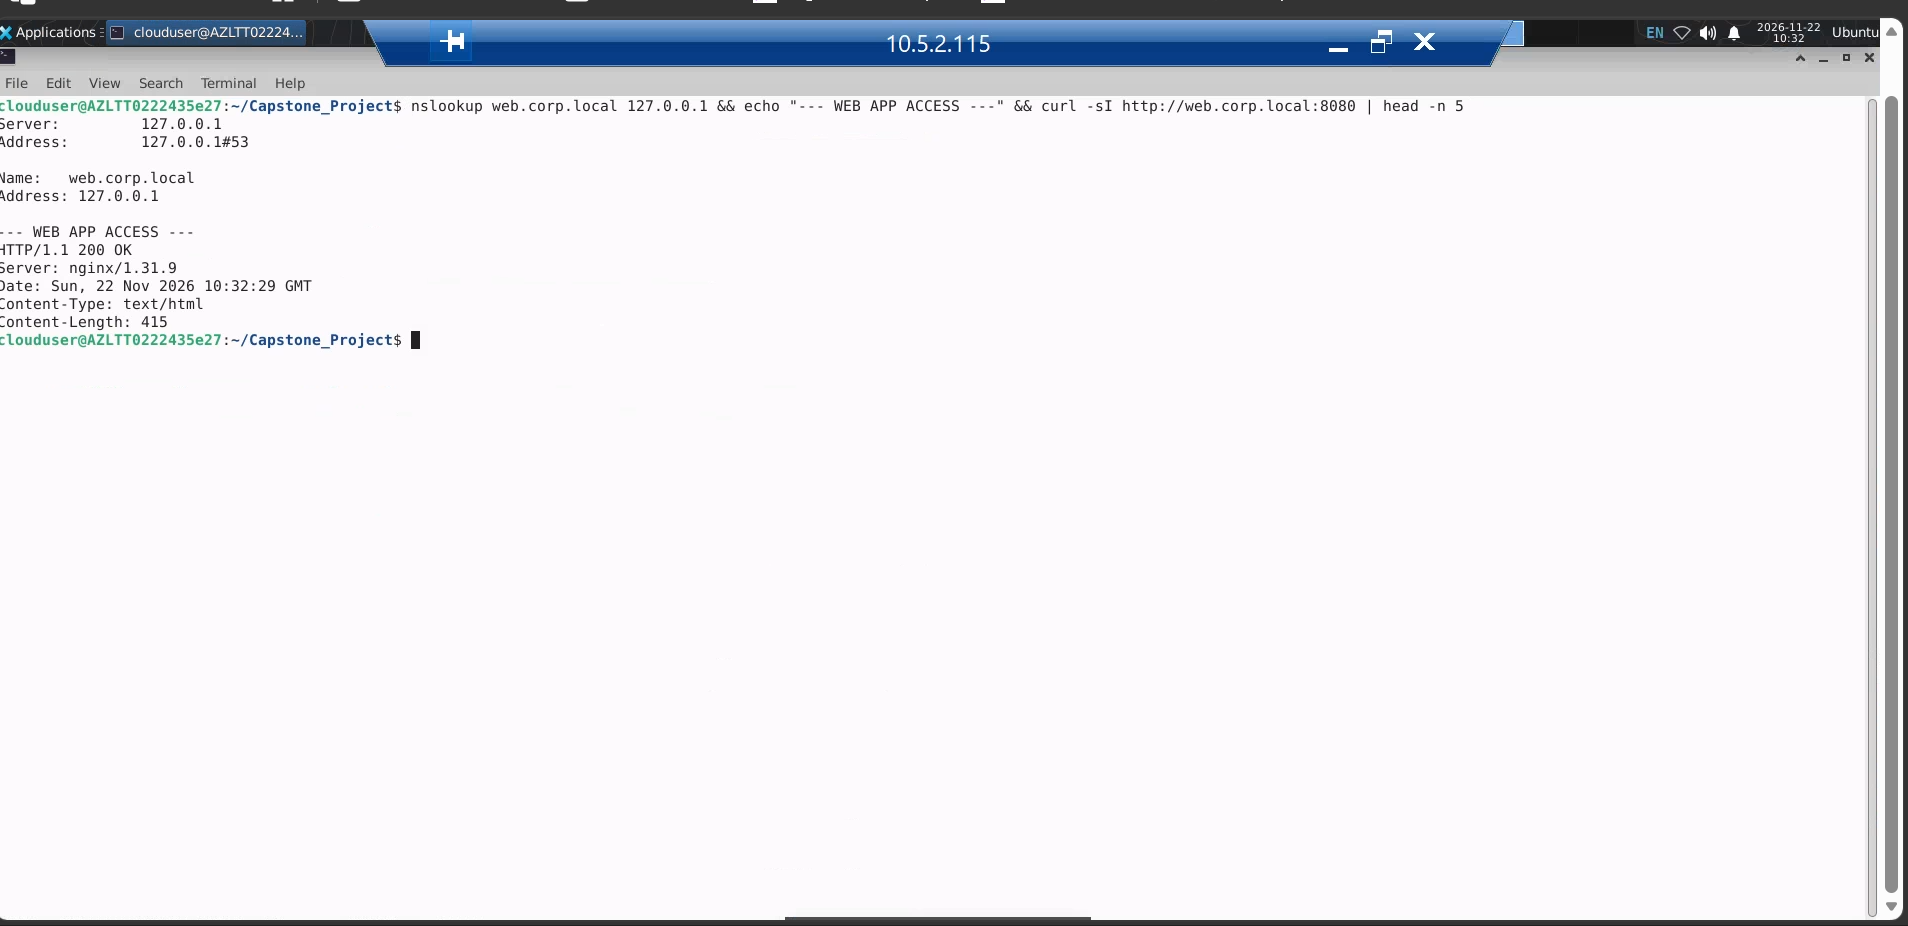 Applications
clouduser@AZLTT02224...
10.5.2.115
EN
2026-11-22
10:32
Ubuntu
File Edit View Search Terminal Help
clouduser@AZLTT0222435e27:~/Capstone_Project$ nslookup web.corp.local 127.0.0.1 && echo "--- WEB APP ACCESS ---" && curl -sI http://web.corp.local:8080 | head -n 5
Server: 127.0.0.1
Address: 127.0.0.1#53
Name: web.corp.local
Address: 127.0.0.1
--- WEB APP ACCESS ---
HTTP/1.1 200 OK
Server: nginx/1.31.9
Date: Sun, 22 Nov 2026 10:32:29 GMT
Content-Type: text/html
Content-Length: 415
clouduser@AZLTT0222435e27:~/Capstone_Project$